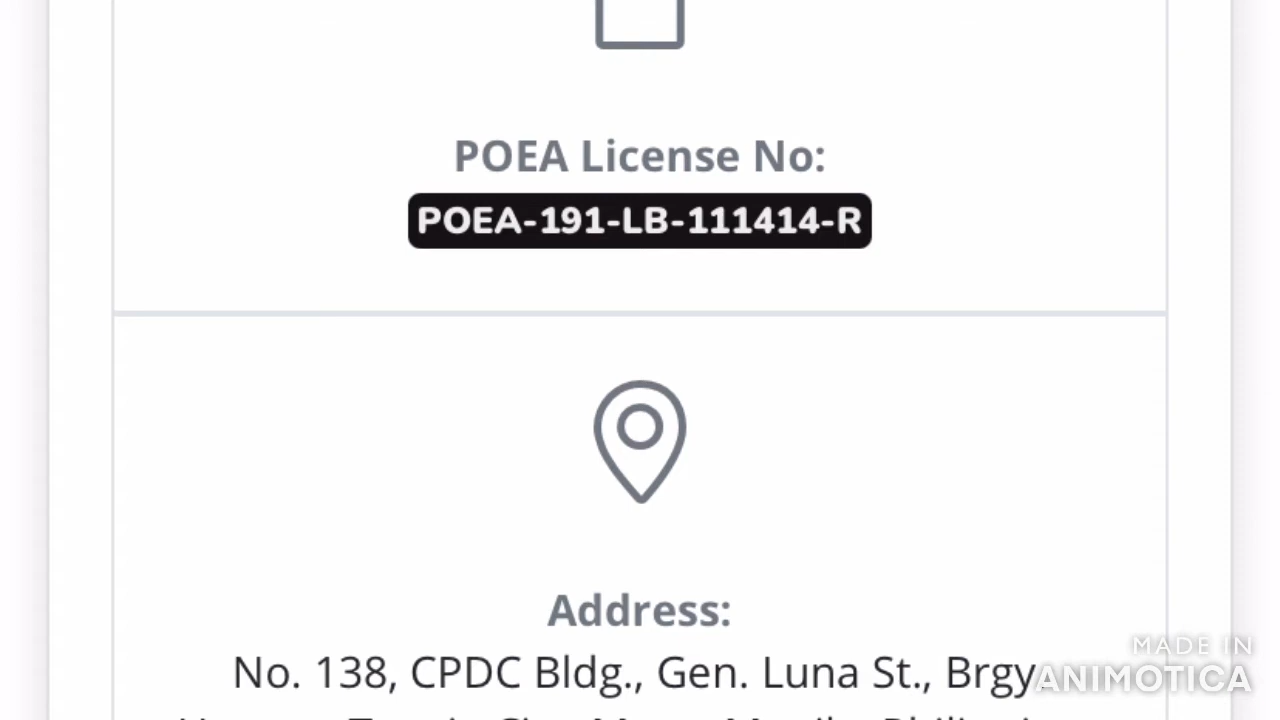 POEA License No:
POEA-191-LB-111414-R
Address:
No. 138, CPDC Bldg., Gen. Luna St., Brgy
MADE IN
ANIMOTICA